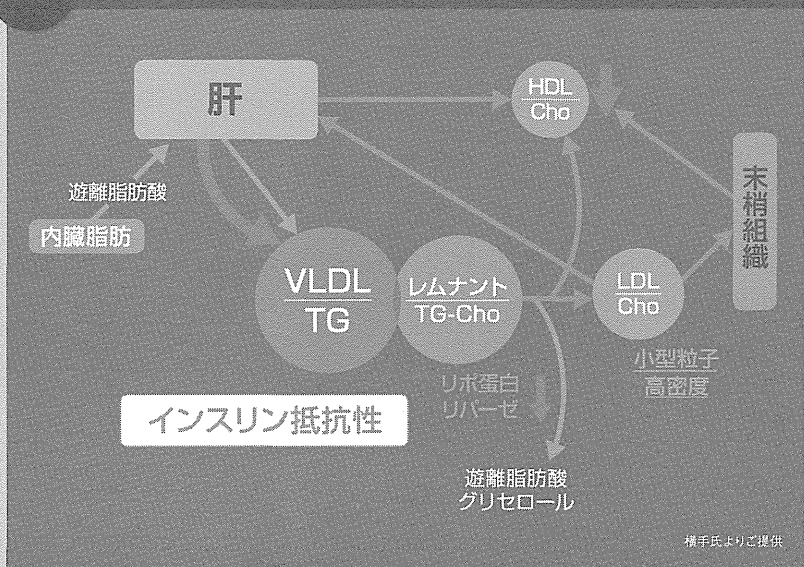 肝
HDL
Cho
遊離脂肪酸
内臓脂肪
末梢組織
VLDL
TG
レムナント
TG-Cho
LDL
Cho
小型粒子
高密度
リポ蛋白
リパーゼ
インスリン抵抗性
遊離脂肪酸
グリセロール
横手氏よりご提供